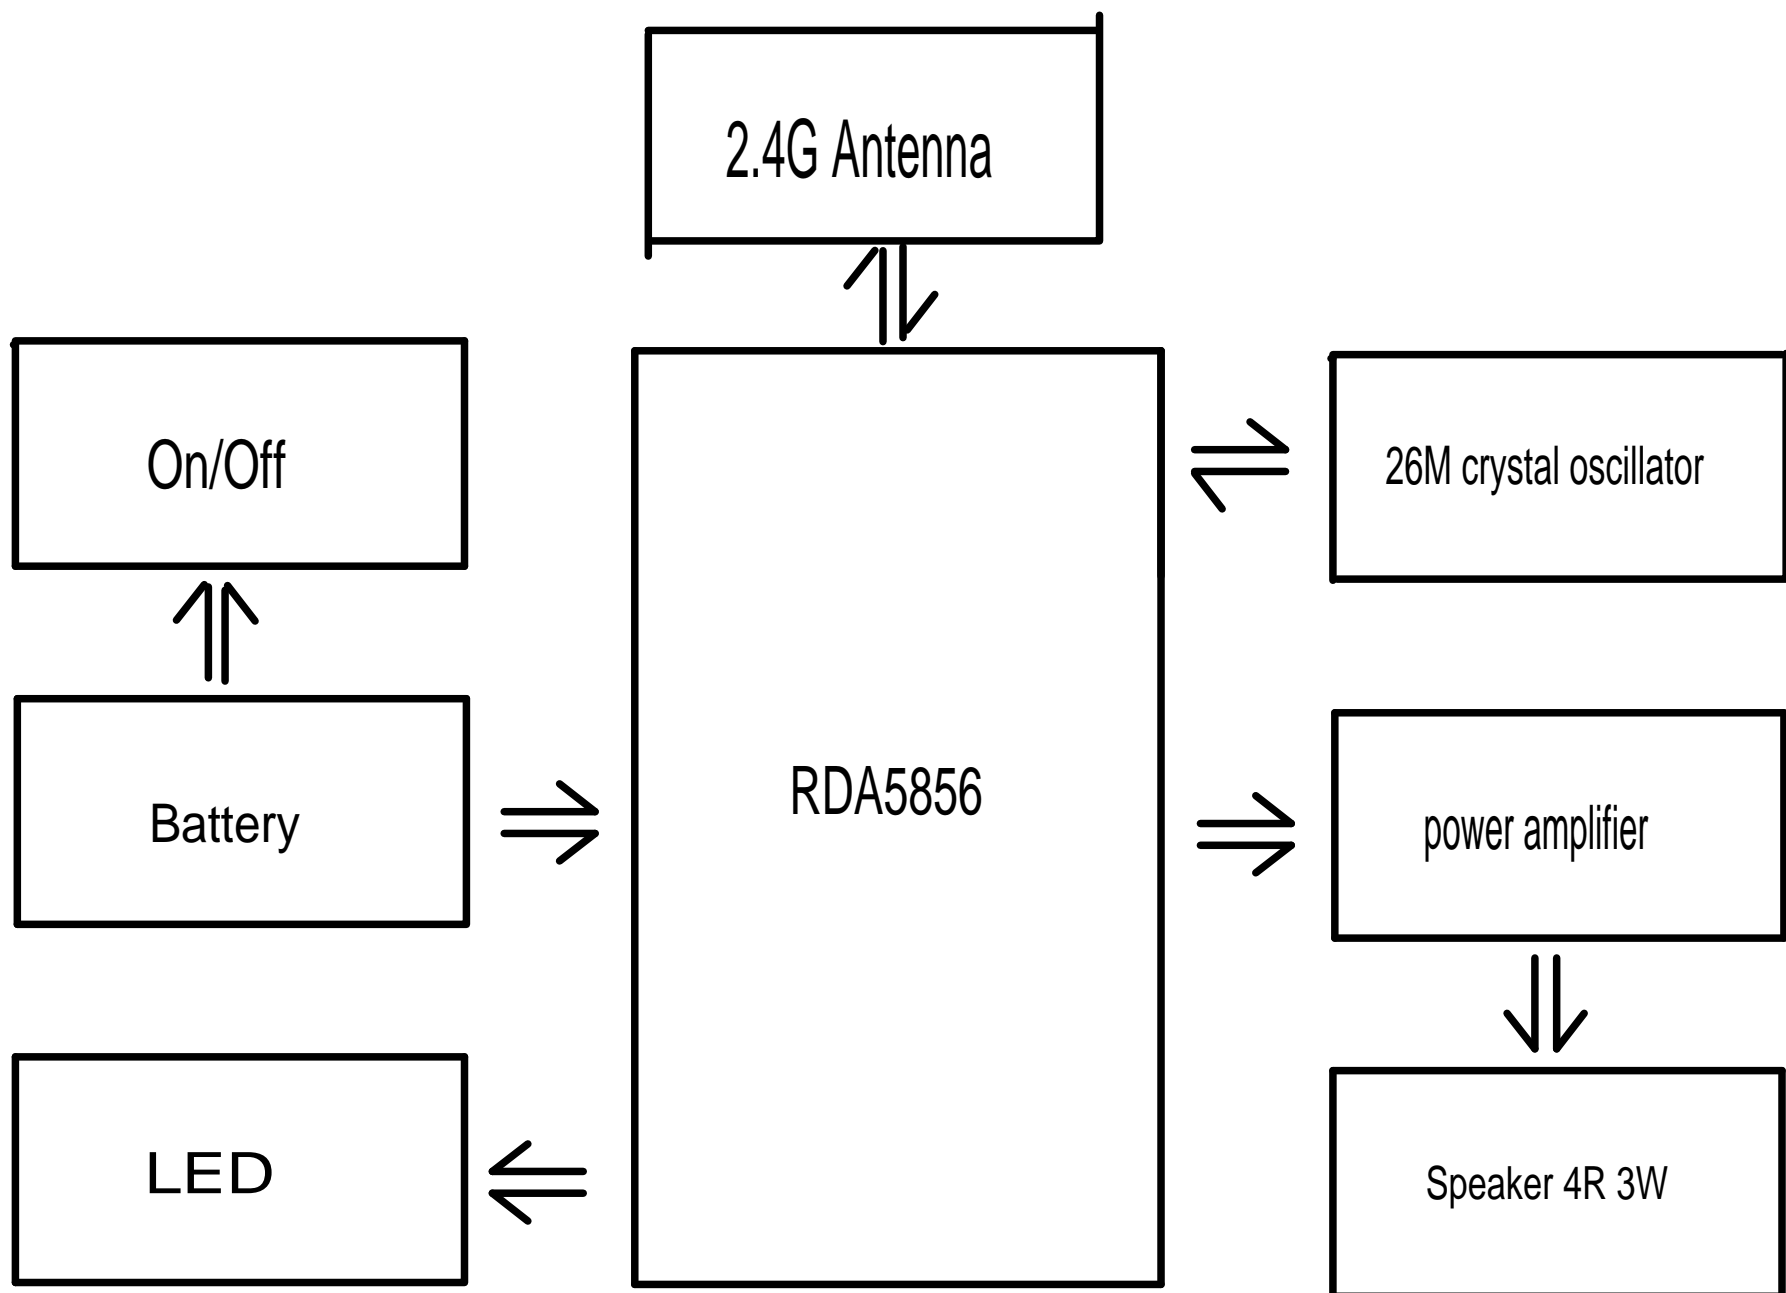 2.4G Antenna
On/Off
26M crystal oscillator
Battery
RDA5856
power amplifier
LED
Speaker 4R 3W